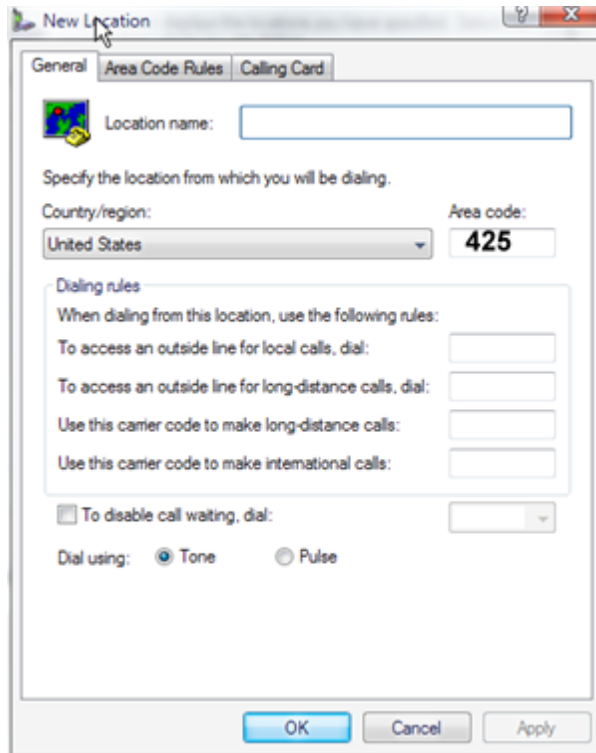 New Location
General Area Code Rules Calling Card
Location name:
Specify the location from which you will be dialing.
Country/region: Area code:
United States 425
Dialing rules
When dialing from this location, use the following rules:
To access an outside line for local calls, dial:
To access an outside line for long-distance calls, dial:
Use this carrier code to make long-distance calls:
Use this carrier code to make international calls:
To disable call waiting, dial:
Dial using: Tone Pulse
OK Cancel Apply